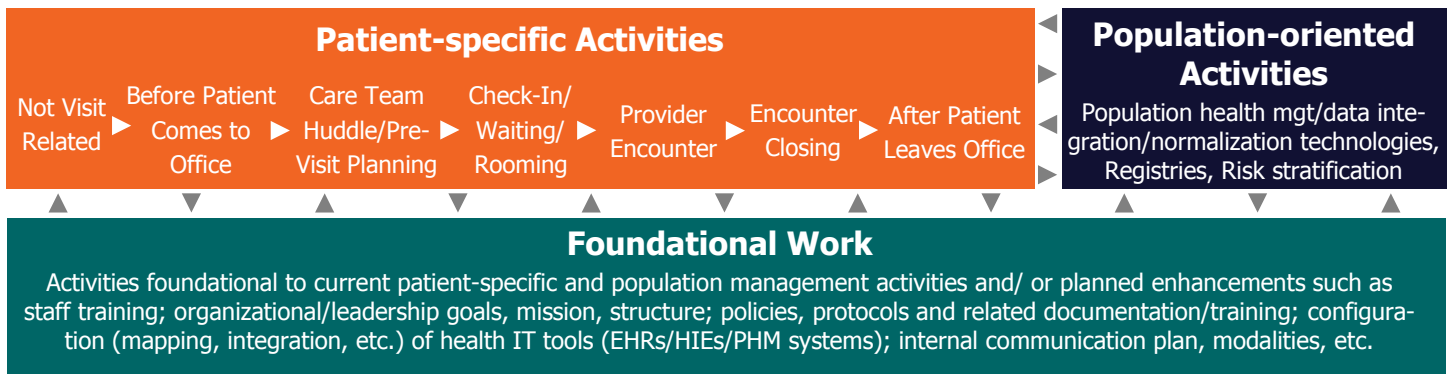 Patient-specific Activities
Not Visit
Related
Before Patient
Comes to
Office
Care Team
Huddle/Pre-
Visit Planning
Check-In/
Waiting/
Rooming
Provider
Encounter
Encounter
Closing
After Patient
Leaves Office
Population-oriented
Activities
Population health mgt/data inte-
gration/normalization technologies,
Registries, Risk stratification
Foundational Work
Activities foundational to current patient-specific and population management activities and/ or planned enhancements such as
staff training; organizational/leadership goals, mission, structure; policies, protocols and related documentation/training; configura-
tion (mapping, integration, etc.) of health IT tools (EHRs/HIEs/PHM systems); internal communication plan, modalities, etc.